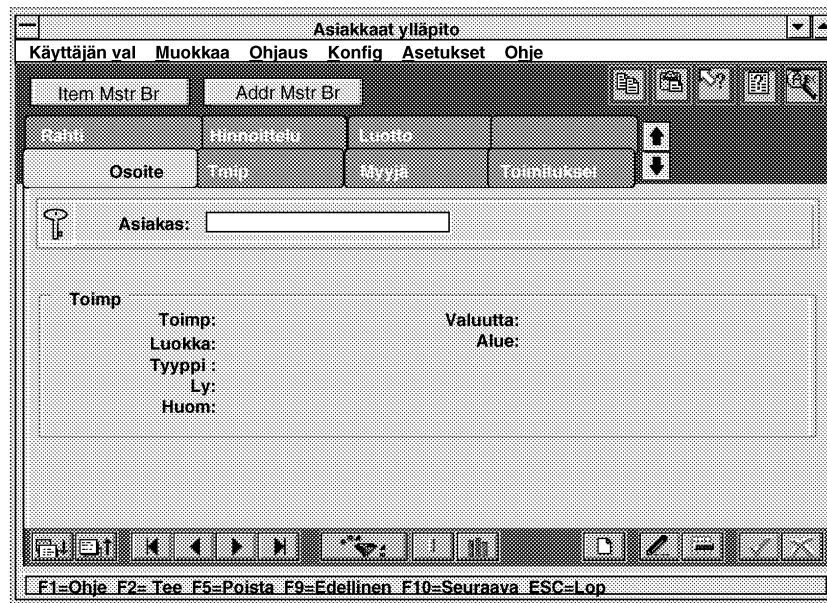 Asiakkaat ylläpito
Käyttäjän val Muokkaa Ohjaus Konfig Asetukset Ohje
Item Mstr Br Addr Mstr Br
Rahti Hinnoittelu Luotto
Osoite Tmip Myyjä Toimitukset
Asiakas:
Toimp
Toimp: Valuutta:
Luokka: Alue:
Tyyppi :
Ly:
Huom:
F1=Ohje F2= Tee F5=Poista F9=Edellinen F10=Seuraava ESC=Lop